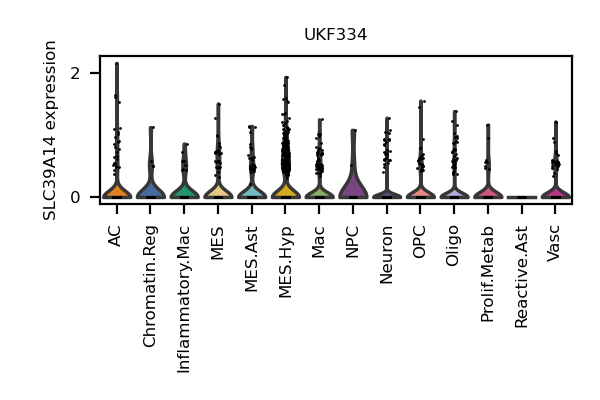 UKF334
SLC39A14 expression
2
0
AC
Chromatin.Reg
Inflammatory.Mac
MES
MES.Ast
MES.Hyp
Mac
NPC
Neuron
OPC
Oligo
Prolif.Metab
Reactive.Ast
Vasc